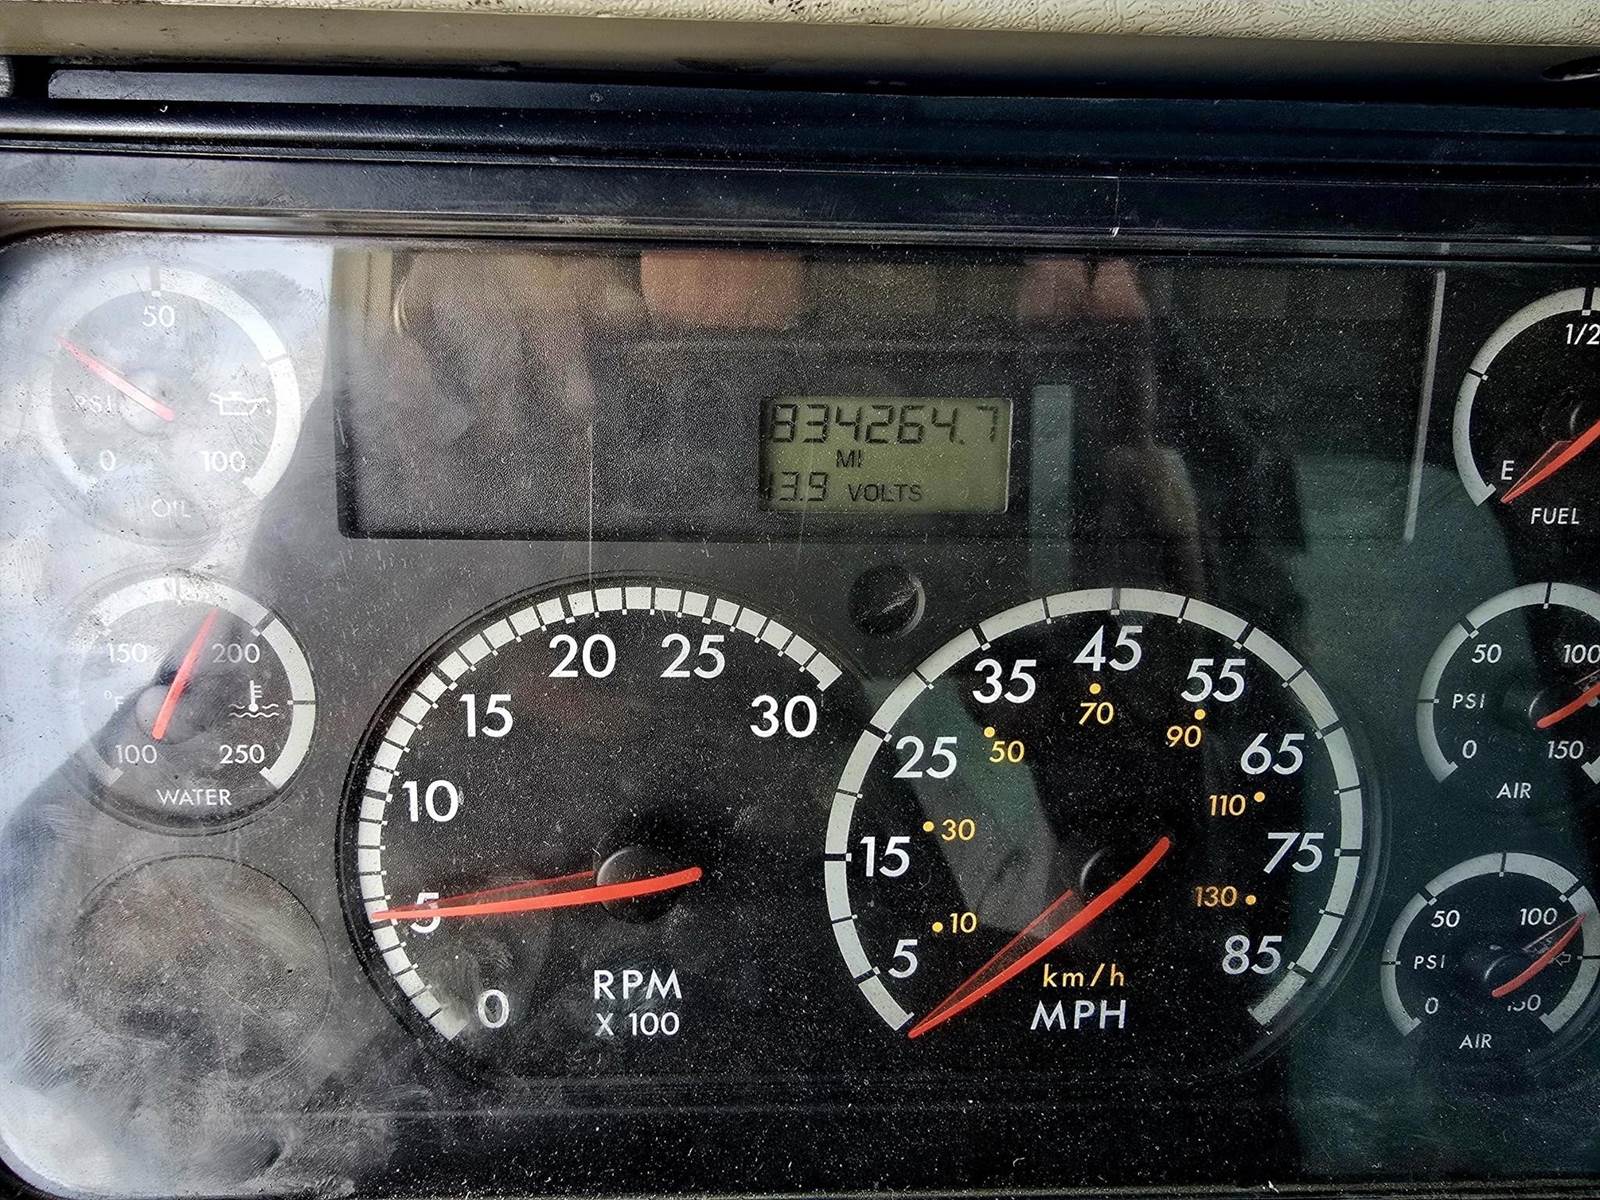 50
PSI
0 100
OIL
150 200
°F
100 250
WATER
834264.7
MI
13.9 VOLTS
0 5 10 15 20 25 30
RPM
X 100
5 15 25 35 45 55 65 75 85
10 30 50 70 90 110 130
km/h
MPH
1/2
E
FUEL
50 100
PSI
0 150
AIR
50 100
PSI
0 150
AIR